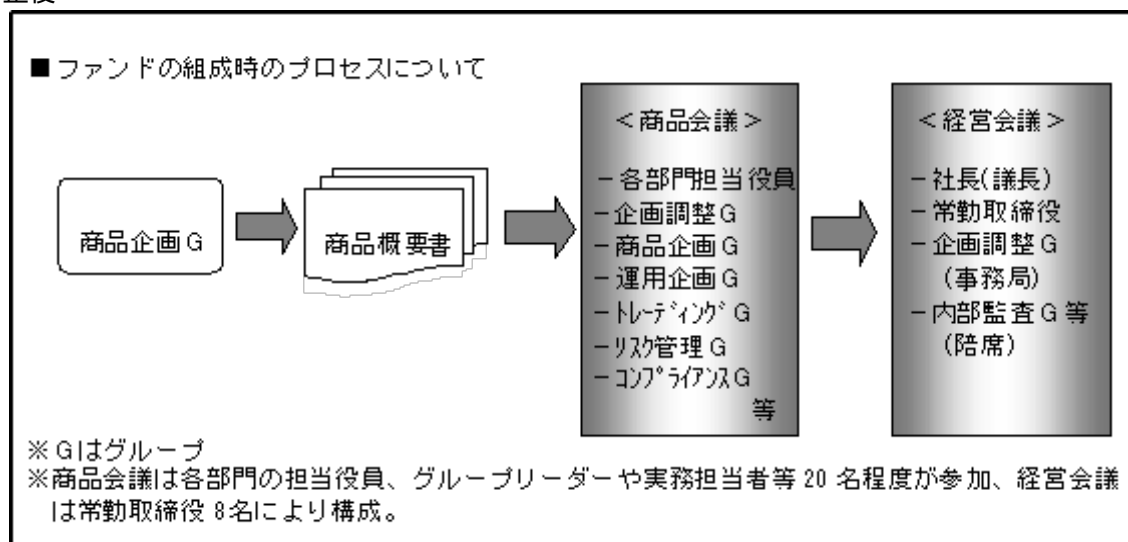 ■ファンドの組成時のプロセスについて
商品企画G
商品概要書
<商品会議>
-各部門担当役員
-企画調整G
-商品企画G
-運用企画G
-ﾄﾚｰﾃﾞｨﾝｸﾞG
-ﾘｽｸ管理G
-ｺﾝﾌﾟﾗｲｱﾝｽG
等
<経営会議>
-社長(議長)
-常勤取締役
-企画調整G
(事務局)
-内部監査G等
(陪席)
※Gはグループ
※商品会議は各部門の担当役員、グループリーダーや実務担当者等 20 名程度が参加、経営会議
は常勤取締役 8名により構成。